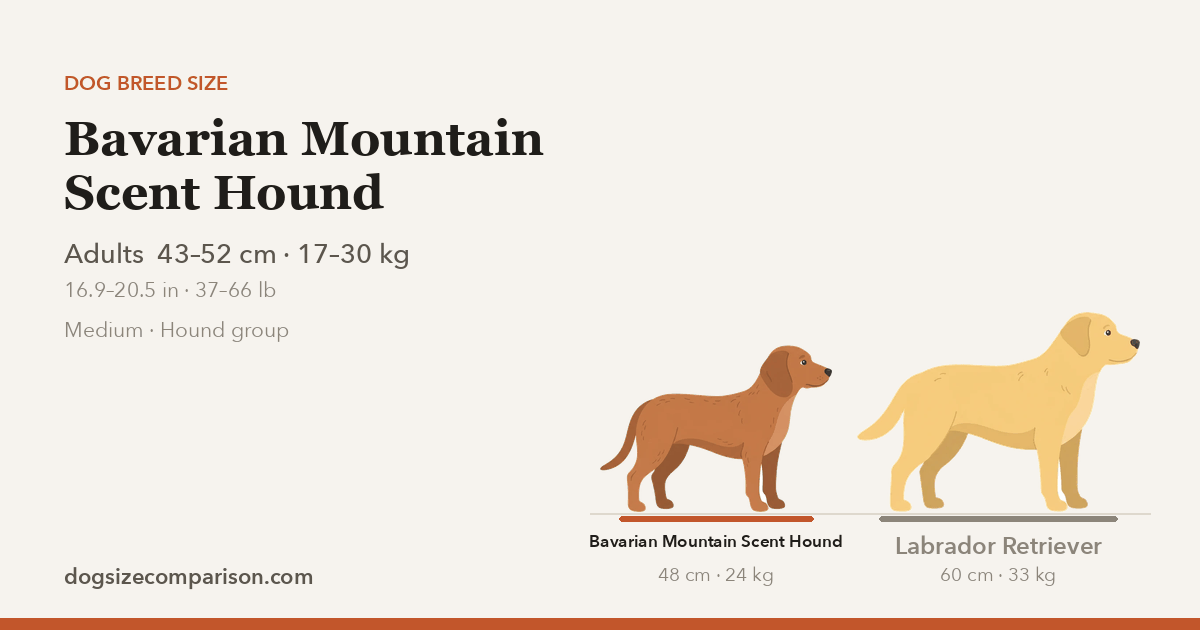 DOG BREED SIZE
Bavarian Mountain
Scent Hound
Adults 43–52 cm · 17–30 kg
16.9–20.5 in · 37–66 lb
Medium · Hound group
Bavarian Mountain Scent Hound
48 cm · 24 kg
Labrador Retriever
60 cm · 33 kg
dogsizecomparison.com